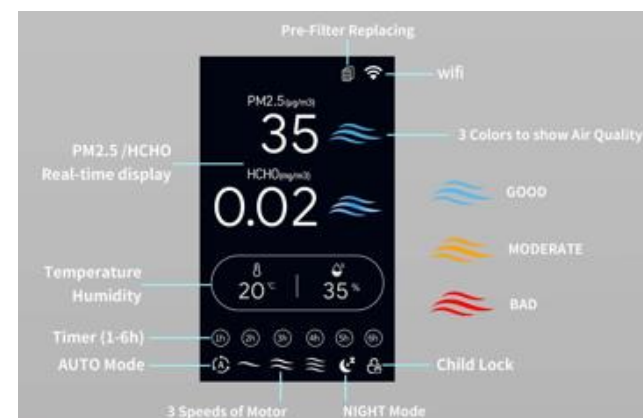 Pre-Filter Replacing
wifi
PM2.5(μg/m3)
35
3 Colors to show Air Quality
PM2.5 /HCHO
Real-time display
HCHO(mg/m3)
0.02
GOOD
MODERATE
BAD
Temperature
Humidity
20 °C
35 %
Timer (1-6h)
1h 2h 3h 4h 5h 6h
AUTO Mode
A
Child Lock
3 Speeds of Motor
NIGHT Mode